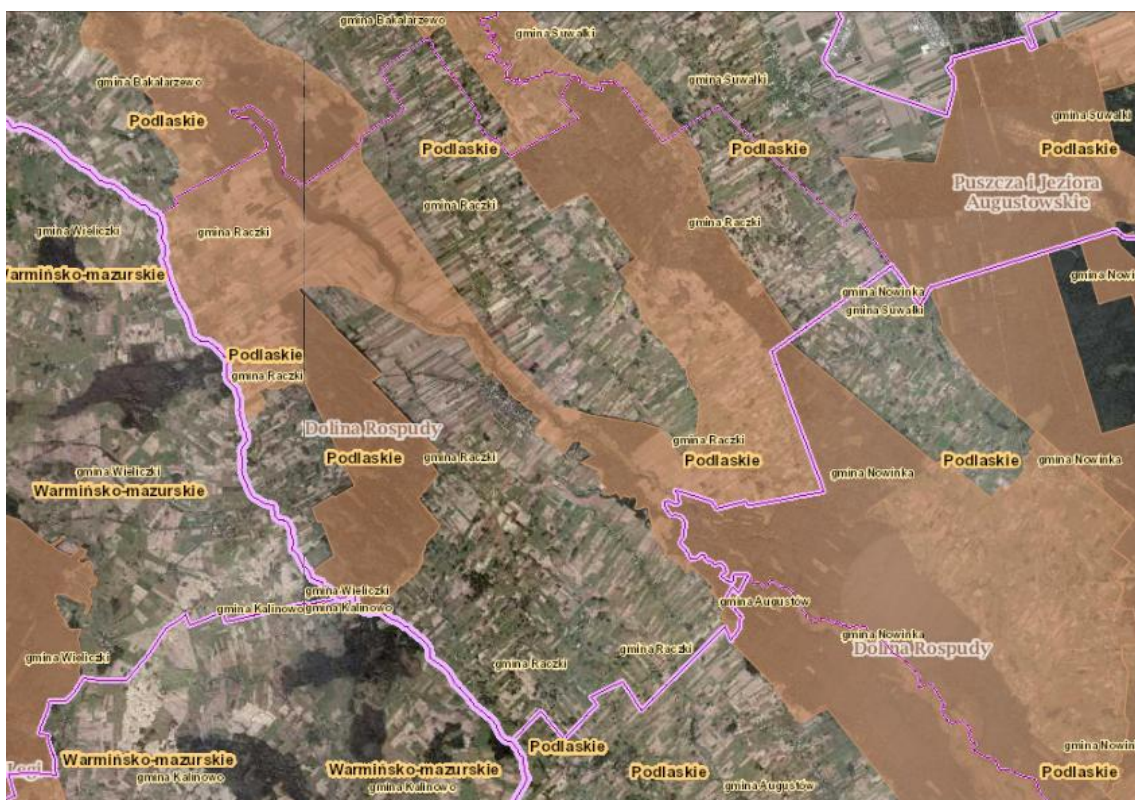 gmina Bakałarzewo
gmina Suwałki
gmina Bakałarzewo
gmina Suwałki
Podlaskie
gmina Suwałki
Podlaskie
Podlaskie
Podlaskie
Puszcza i Jeziora
Augustowskie
gmina Raczki
gmina Raczki
gmina Wieliczki
gmina Raczki
Warmińsko-mazurskie
gmina Nowinka
gmina Suwałki
Podlaskie
gmina Raczki
Dolina Rospudy
gmina Raczki
Podlaskie
gmina Raczki
Podlaskie
gmina Nowinka
Podlaskie
gmina Nowinka
gmina Wieliczki
Warmińsko-mazurskie
gmina Wieliczki
gmina Kalinowo
gmina Kalinowo
gmina Augustów
gmina Nowinka
Dolina Rospudy
gmina Wieliczki
gmina Raczki
gmina Raczki
Podlaskie
Warmińsko-mazurskie
gmina Kalinowo
Warmińsko-mazurskie
gmina Kalinowo
Podlaskie
gmina Augustów
Podlaskie